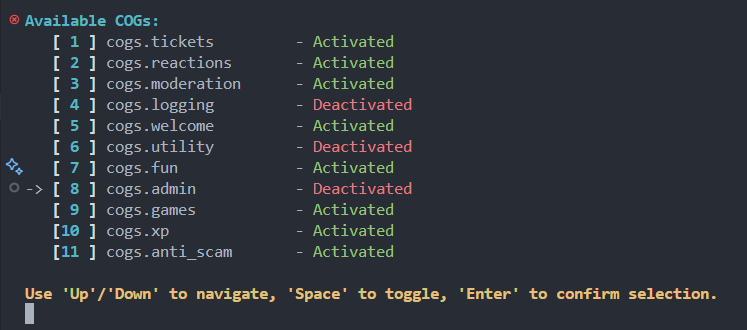 Available COGs:
[ 1 ] cogs.tickets - Activated
[ 2 ] cogs.reactions - Activated
[ 3 ] cogs.moderation - Activated
[ 4 ] cogs.logging - Deactivated
[ 5 ] cogs.welcome - Activated
[ 6 ] cogs.utility - Deactivated
[ 7 ] cogs.fun - Activated
-> [ 8 ] cogs.admin - Deactivated
[ 9 ] cogs.games - Activated
[10 ] cogs.xp - Activated
[11 ] cogs.anti_scam - Activated
Use 'Up'/'Down' to navigate, 'Space' to toggle, 'Enter' to confirm selection.